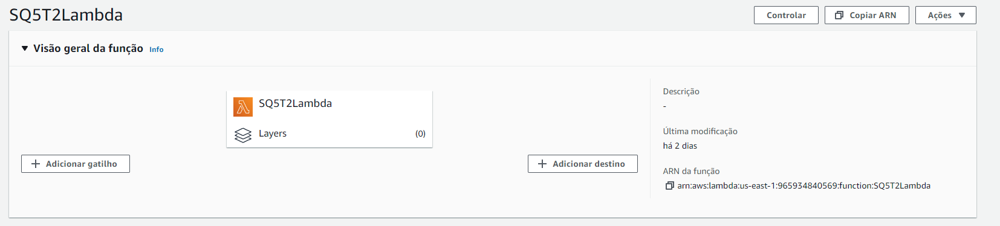 SQ5T2Lambda
Controlar
Copiar ARN
Ações
Visão geral da função Info
SQ5T2Lambda
Layers (0)
Adicionar gatilho
Adicionar destino
Descrição
-
Última modificação
há 2 dias
ARN da função
arn:aws:lambda:us-east-1:965934840569:function:SQ5T2Lambda